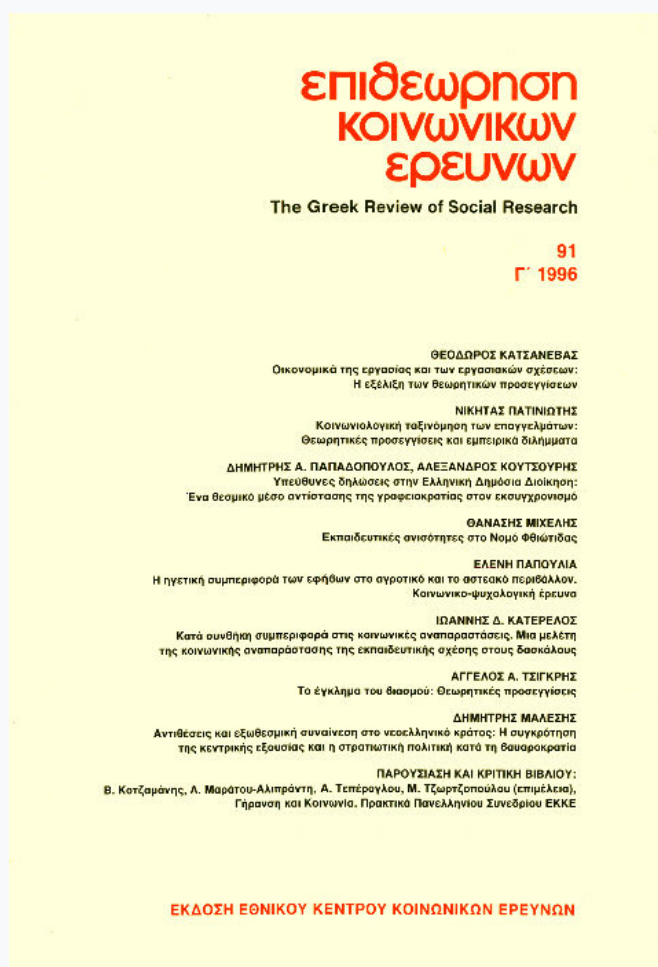 επιθεωρηση
κοινωνικων
ερευνων
The Greek Review of Social Research
91
Γ΄ 1996
ΘΕΟΔΩΡΟΣ ΚΑΤΣΑΝΕΒΑΣ
Οικονομικά της εργασίας και των εργασιακών σχέσεων:
Η εξέλιξη των θεωρητικών προσεγγίσεων
ΝΙΚΗΤΑΣ ΠΑΤΙΝΙΩΤΗΣ
Κοινωνιολογική ταξινόμηση των επαγγελμάτων:
Θεωρητικές προσεγγίσεις και εμπειρικά διλήμματα
ΔΗΜΗΤΡΗΣ Α. ΠΑΠΑΔΟΠΟΥΛΟΣ, ΑΛΕΞΑΝΔΡΟΣ ΚΟΥΤΣΟΥΡΗΣ
Υπεύθυνες δηλώσεις στην Ελληνική Δημόσια Διοίκηση:
Ένα θεσμικό μέσο αντίστασης της γραφειοκρατίας στον εκσυγχρονισμό
ΘΑΝΑΣΗΣ ΜΙΧΕΛΗΣ
Εκπαιδευτικές ανισότητες στο Νομό Φθιώτιδας
ΕΛΕΝΗ ΠΑΠΟΥΛΙΑ
Η ηγετική συμπεριφορά των εφήβων στο αγροτικό και το αστεακό περιβάλλον.
Κοινωνικο-ψυχολογική έρευνα
ΙΩΑΝΝΗΣ Δ. ΚΑΤΕΡΕΛΟΣ
Κατά συνθήκη συμπεριφορά στις κοινωνικές αναπαραστάσεις. Μια μελέτη
της κοινωνικής αναπαράστασης της εκπαιδευτικής σχέσης στους δασκάλους
ΑΓΓΕΛΟΣ Α. ΤΣΙΓΚΡΗΣ
Το έγκλημα του βιασμού: Θεωρητικές προσεγγίσεις
ΔΗΜΗΤΡΗΣ ΜΑΛΕΣΗΣ
Αντιθέσεις και εξωθεσμική συναίνεση στο νεοελληνικό κράτος: Η συγκρότηση
της κεντρικής εξουσίας και η στρατιωτική πολιτική κατά τη βαυαροκρατία
ΠΑΡΟΥΣΙΑΣΗ ΚΑΙ ΚΡΙΤΙΚΗ ΒΙΒΛΙΟΥ:
Β. Κοτζαμάνης, Λ. Μαράτου-Αλιπράντη, Α. Τεπέρογλου, Μ. Τζωρτζοπούλου (επιμέλεια),
Γήρανση και Κοινωνία. Πρακτικά Πανελληνίου Συνεδρίου ΕΚΚΕ
ΕΚΔΟΣΗ ΕΘΝΙΚΟΥ ΚΕΝΤΡΟΥ ΚΟΙΝΩΝΙΚΩΝ ΕΡΕΥΝΩΝ